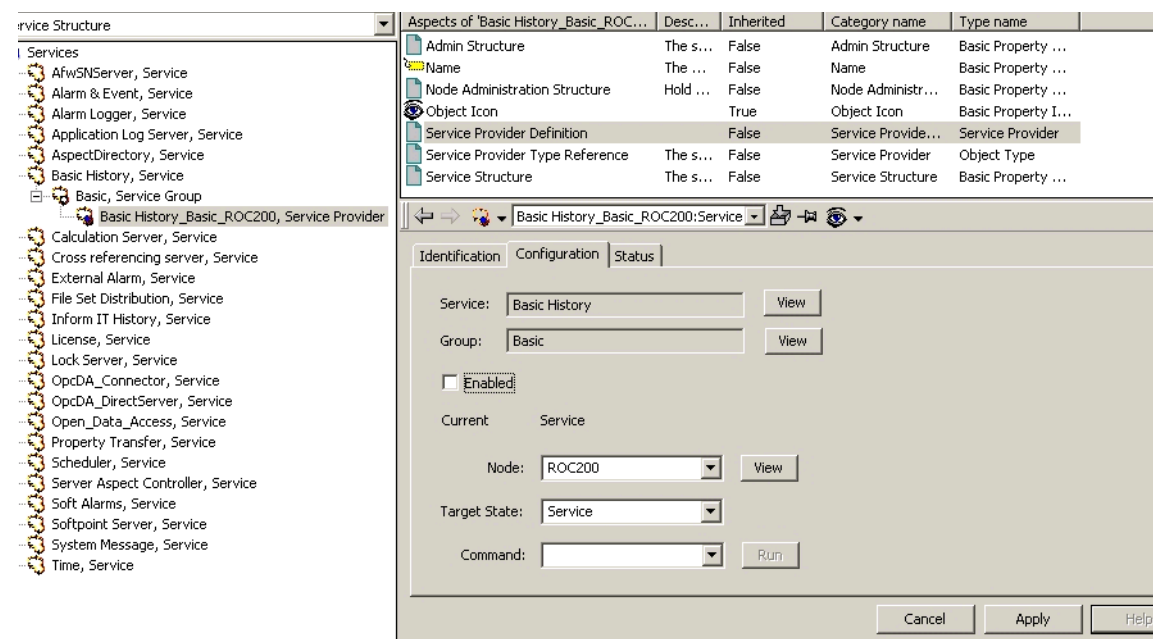 ervice Structure
Services
AfwSNServer, Service
Alarm & Event, Service
Alarm Logger, Service
Application Log Server, Service
AspectDirectory, Service
Basic History, Service
Basic, Service Group
Basic History_Basic_ROC200, Service Provider
Calculation Server, Service
Cross referencing server, Service
External Alarm, Service
File Set Distribution, Service
Inform IT History, Service
License, Service
Lock Server, Service
OpcDA_Connector, Service
OpcDA_DirectServer, Service
Open_Data_Access, Service
Property Transfer, Service
Scheduler, Service
Server Aspect Controller, Service
Soft Alarms, Service
Softpoint Server, Service
System Message, Service
Time, Service
Aspects of 'Basic History_Basic_ROC... Desc... Inherited Category name Type name
Admin Structure The s... False Admin Structure Basic Property ...
Name The ... False Name Basic Property ...
Node Administration Structure Hold ... False Node Administr... Basic Property ...
Object Icon True Object Icon Basic Property I...
Service Provider Definition False Service Provide... Service Provider
Service Provider Type Reference The s... False Service Provider Object Type
Service Structure The s... False Service Structure Basic Property ...
Basic History_Basic_ROC200:Service
Identification Configuration Status
Service: Basic History View
Group: Basic View
Enabled
Current Service
Node: ROC200 View
Target State: Service
Command: Run
Cancel Apply Help